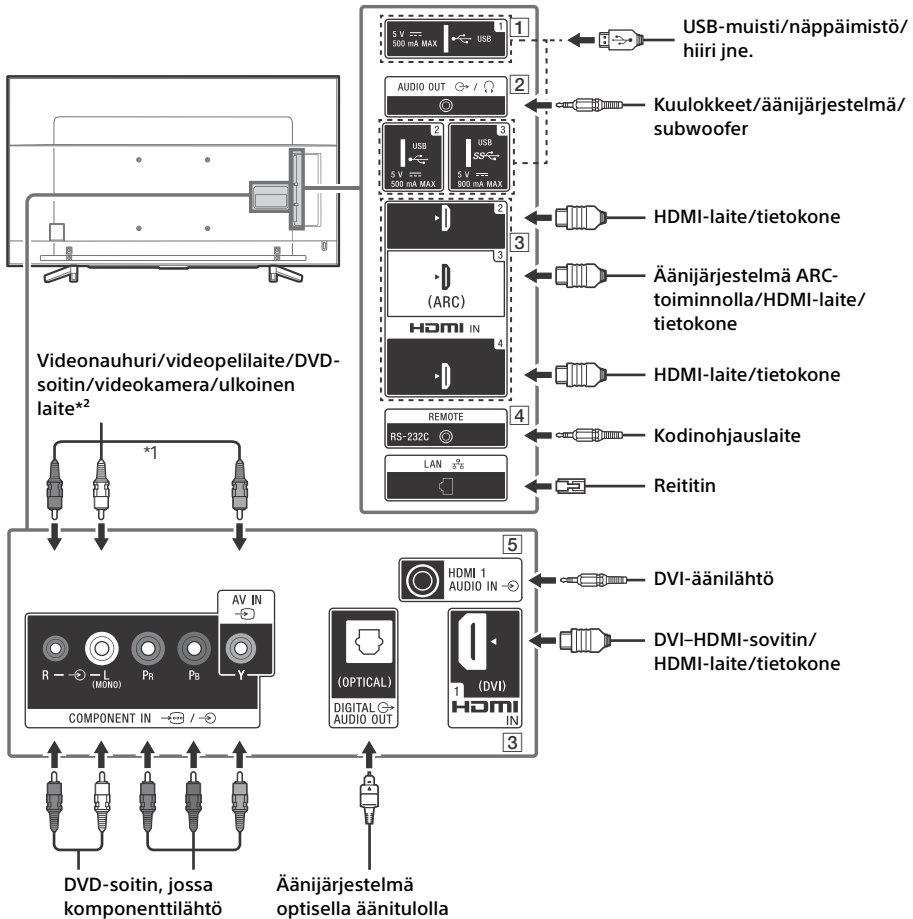 1
5 V
500 mA MAX
USB
1
USB-muisti/näppäimistö/
hiiri jne.
AUDIO OUT
/
2
Kuulokkeet/äänijärjestelmä/
subwoofer
2
USB
5 V
500 mA MAX
3
USB
SS
5 V
900 mA MAX
2
HDMI-laite/tietokone
3
3
(ARC)
Äänijärjestelmä ARC-
toiminnolla/HDMI-laite/
tietokone
HDMI IN
4
HDMI-laite/tietokone
REMOTE
4
RS-232C
Kodinohjauslaite
LAN
Reititin
Videonauhuri/videopelilaite/DVD-
soitin/videokamera/ulkoinen
laite*2
*1
5
HDMI 1
AUDIO IN
DVI-äänilähtö
AV IN
R
L
(MONO)
PR
PB
Y
COMPONENT IN
/
(OPTICAL)
DIGITAL
AUDIO OUT
1
(DVI)
HDMI
IN
3
DVI–HDMI-sovitin/
HDMI-laite/tietokone
DVD-soitin, jossa
komponenttilähtö
Äänijärjestelmä
optisella äänitulolla